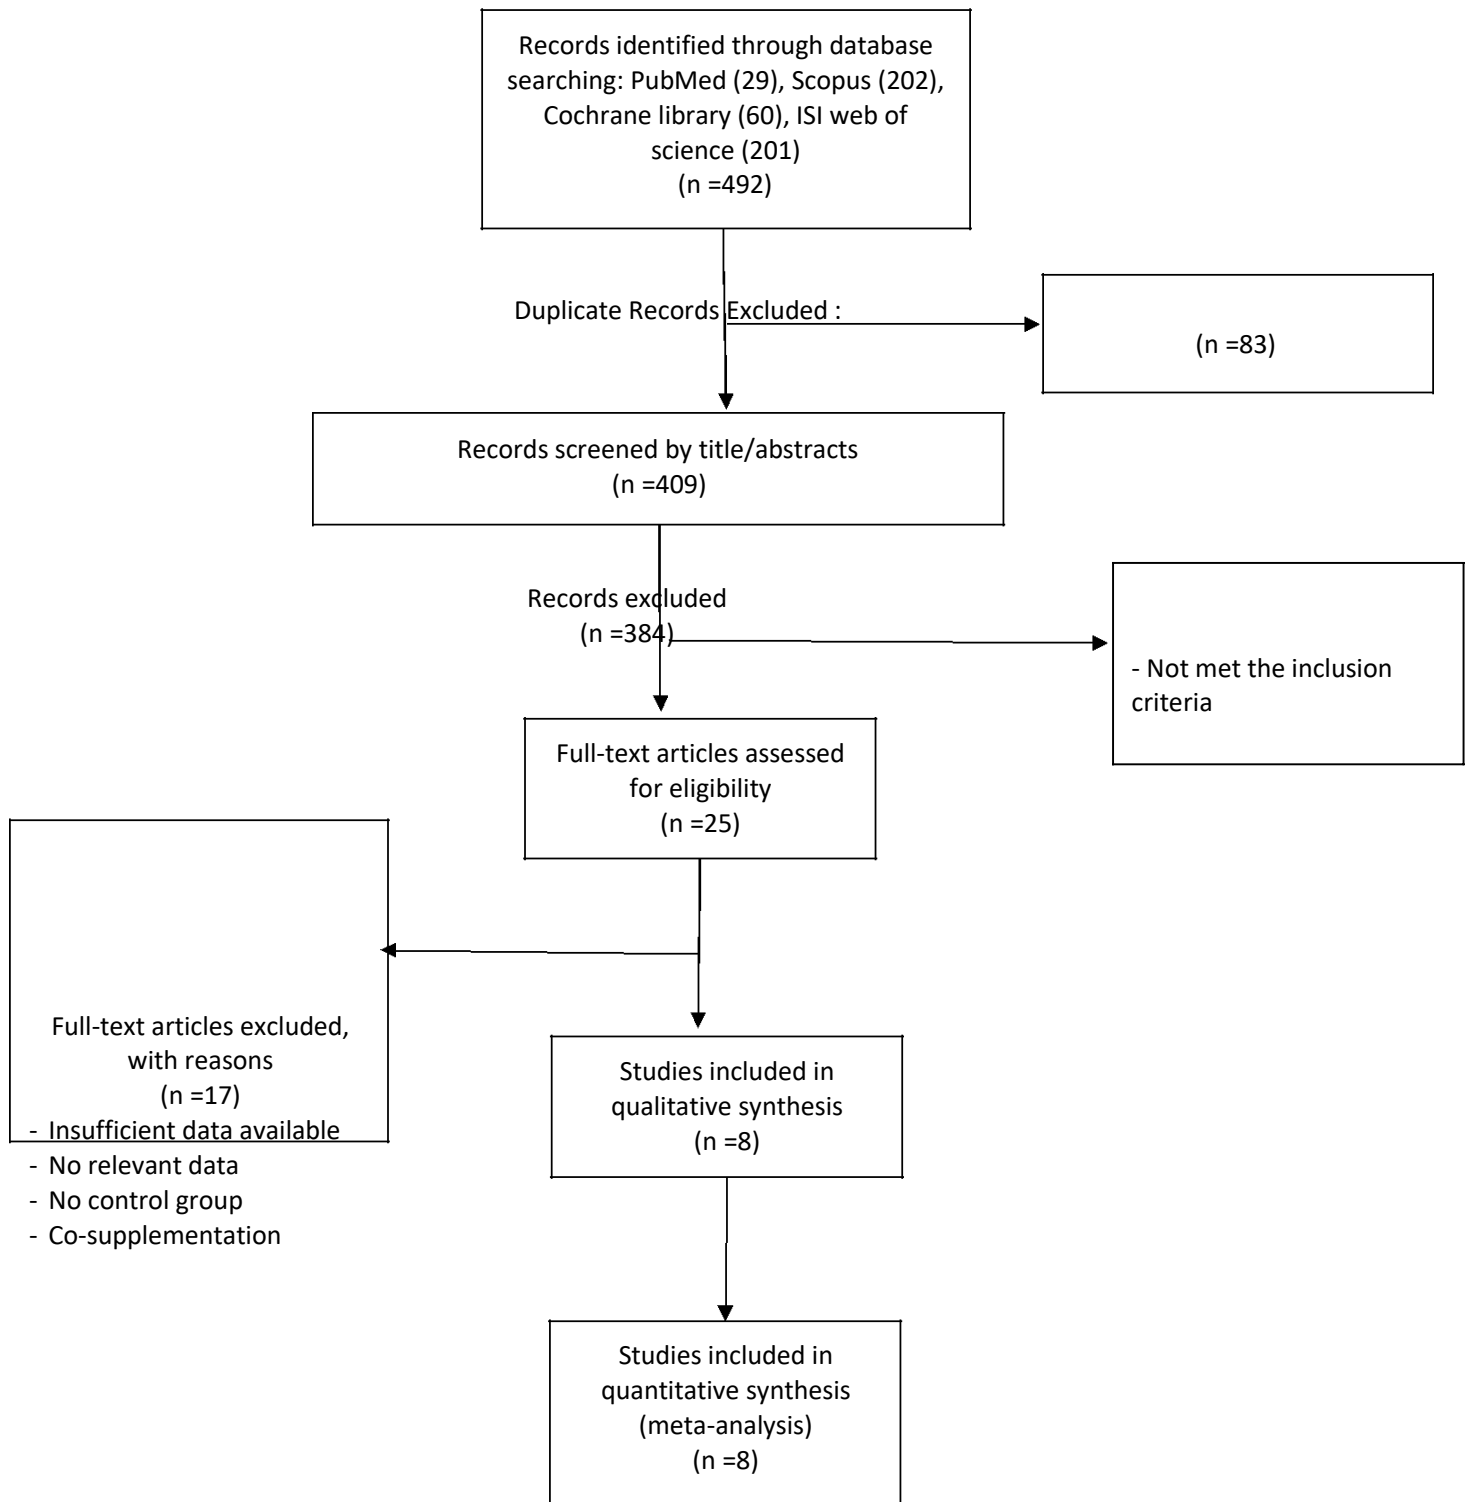 Records identified through database
searching: PubMed (29), Scopus (202),
Cochrane library (60), ISI web of
science (201)
(n =492)
Duplicate Records Excluded :
(n =83)
Records screened by title/abstracts
(n =409)
Records excluded
(n =384)
- Not met the inclusion
criteria
Full-text articles assessed
for eligibility
(n =25)
Full-text articles excluded,
with reasons
(n =17)
- Insufficient data available
- No relevant data
- No control group
- Co-supplementation
Studies included in
qualitative synthesis
(n =8)
Studies included in
quantitative synthesis
(meta-analysis)
(n =8)